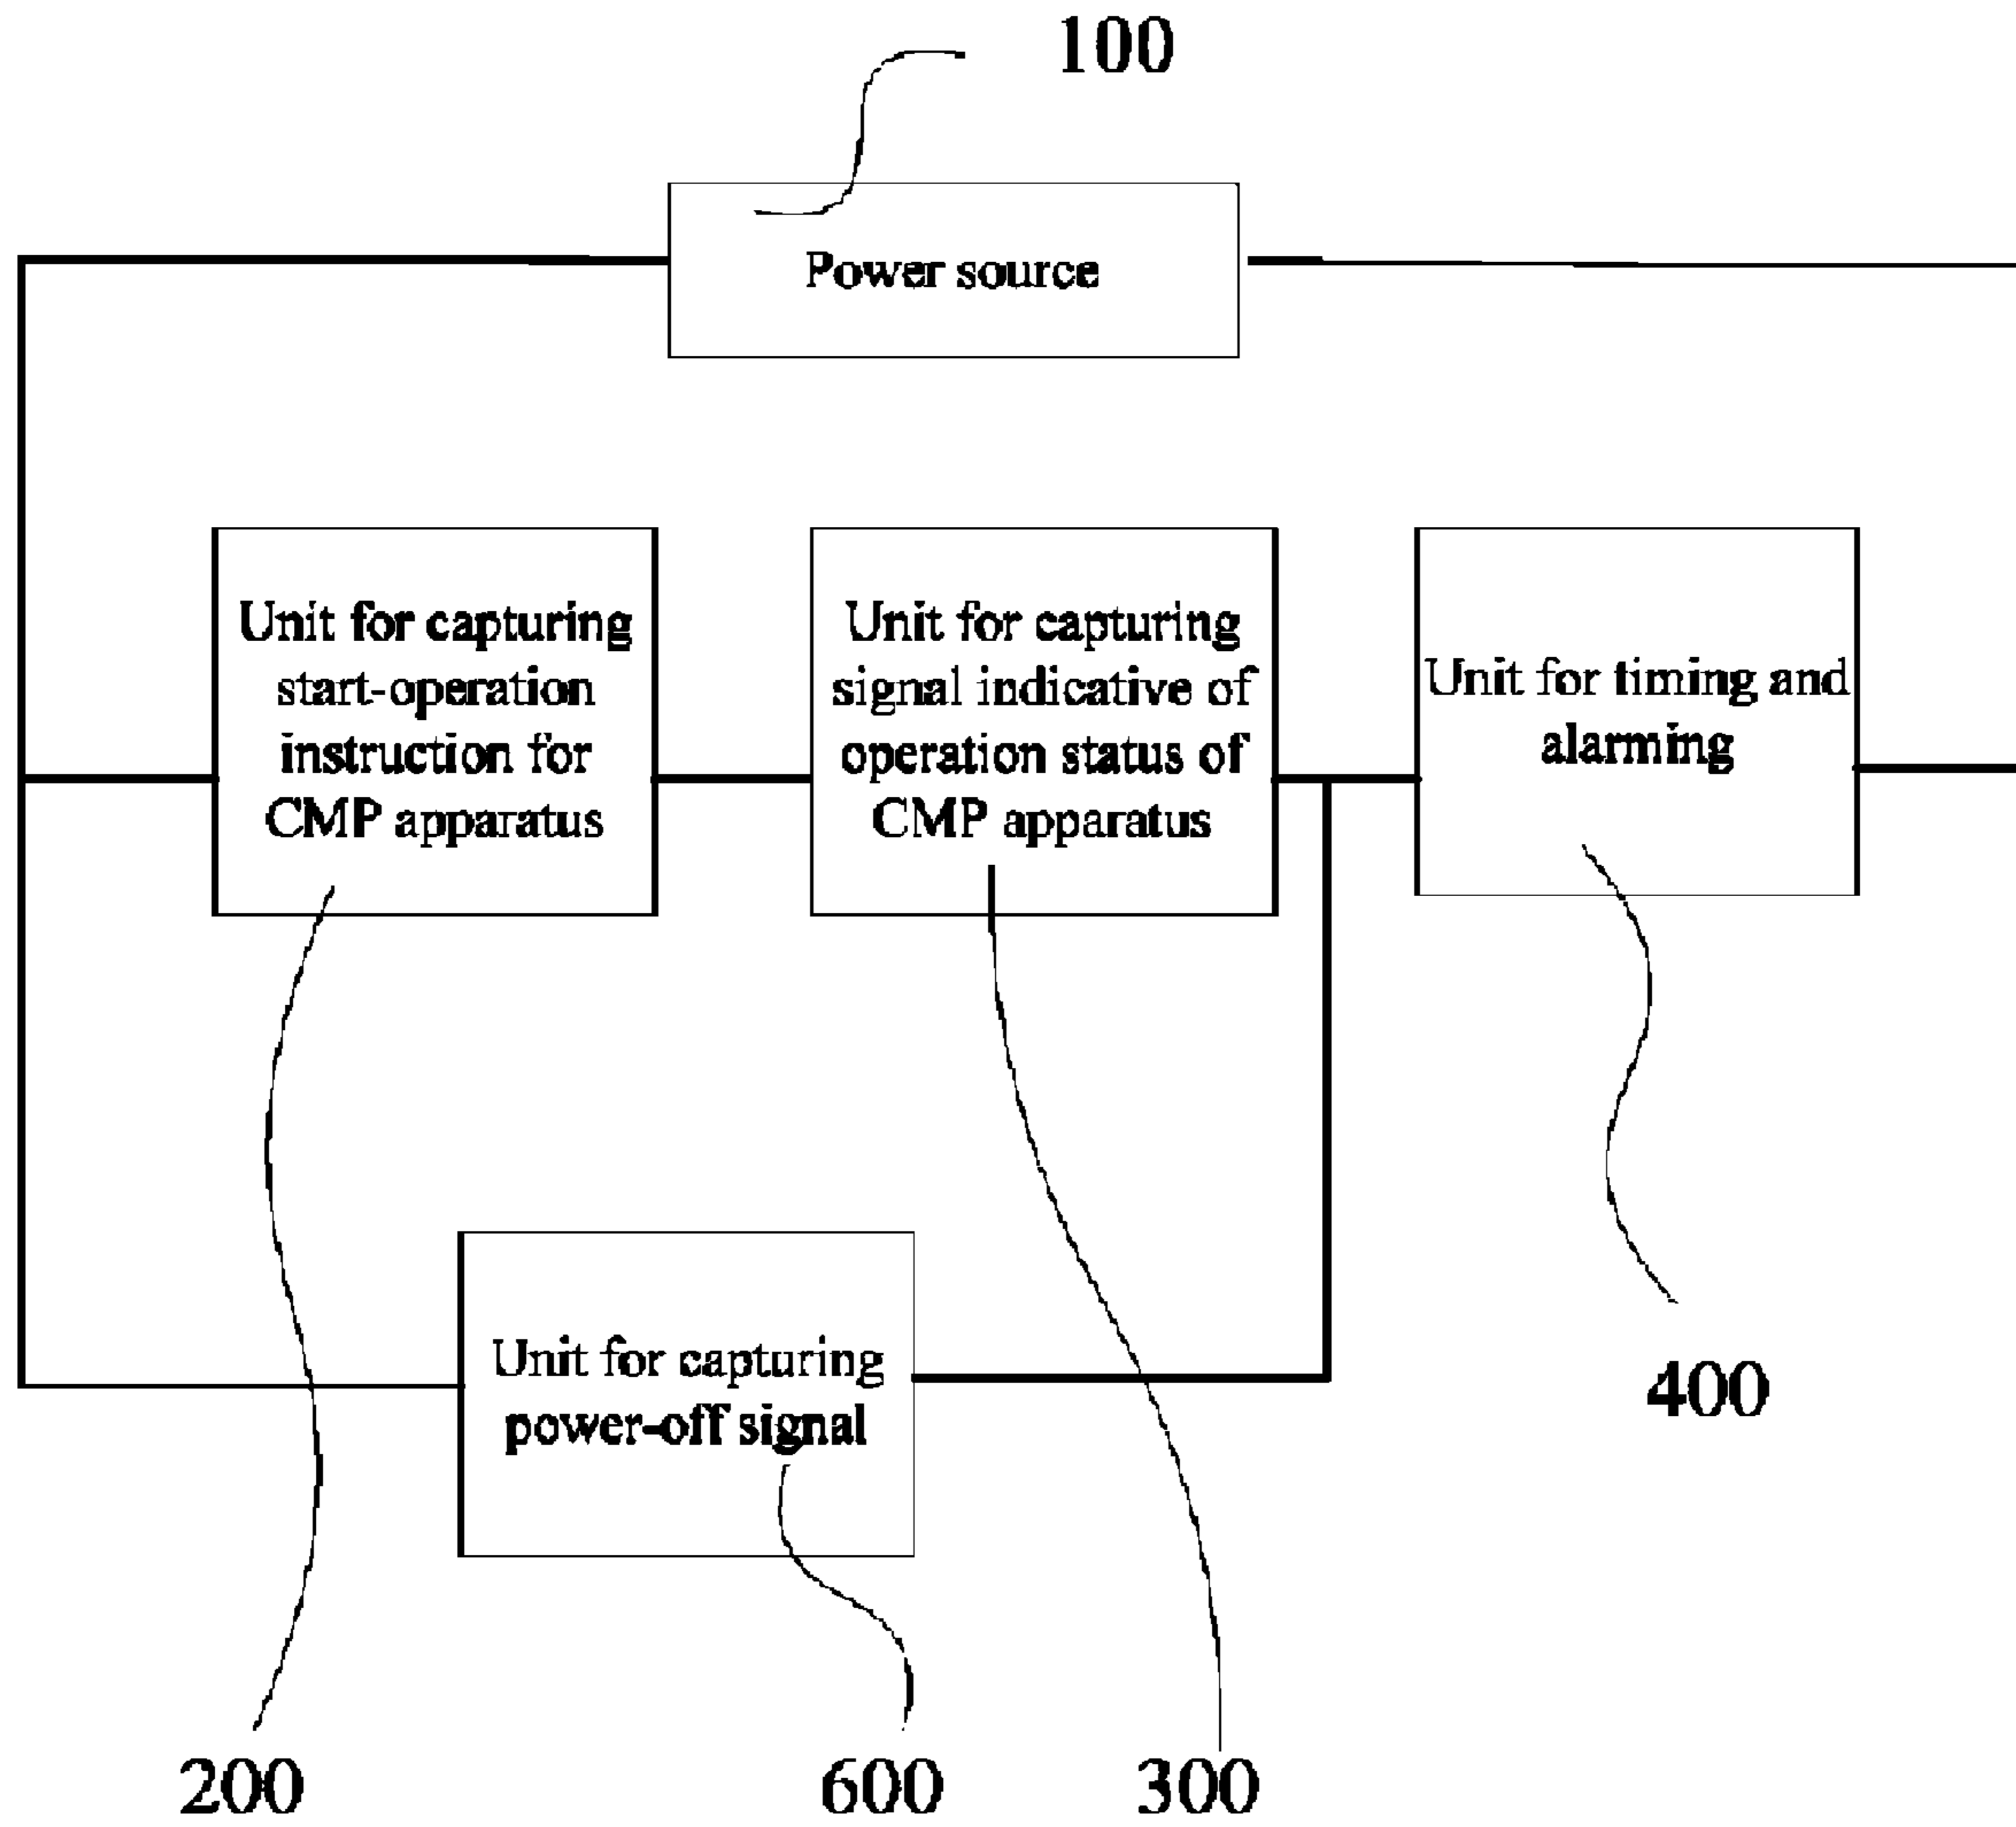 100
Power source
Unit for capturing
start-operation
instruction for
CMP apparatus
Unit for capturing
signal indicative of
operation status of
CMP apparatus
Unit for timing and
alarming
Unit for capturing
power-off signal
400
200
600
300